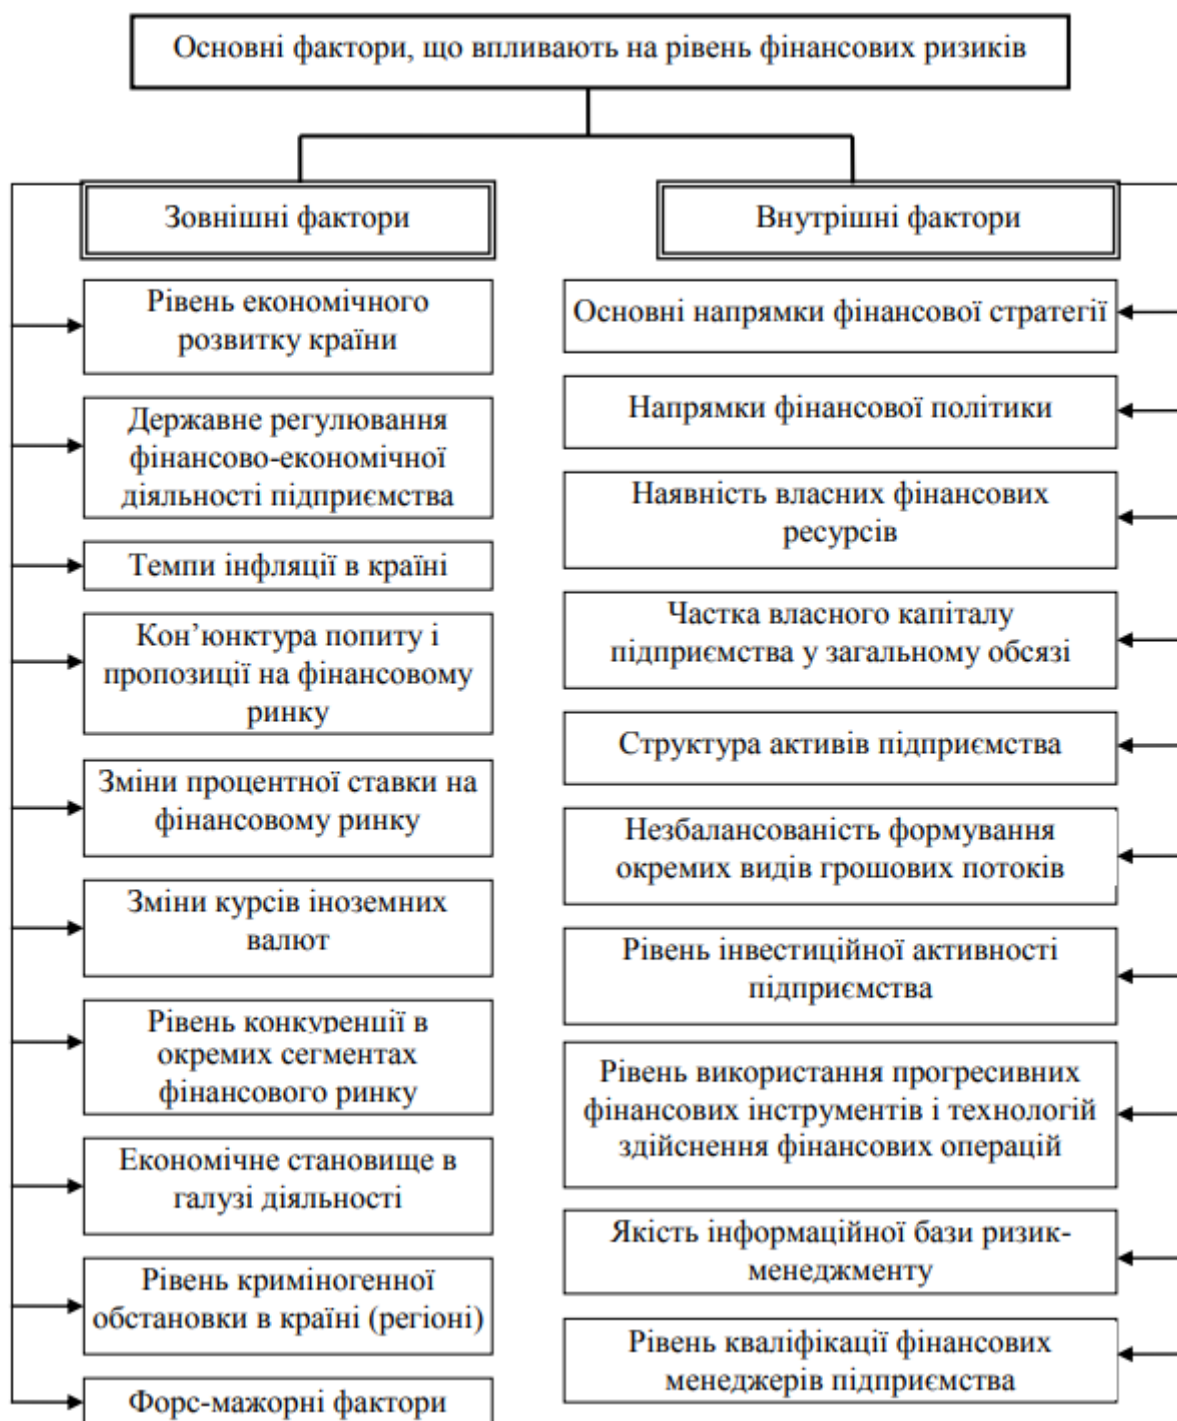 Основні фактори, що впливають на рівень фінансових ризиків
Зовнішні фактори
Рівень економічного
розвитку країни
Державне регулювання
фінансово-економічної
діяльності підприємства
Темпи інфляції в країні
Кон’юнктура попиту і
пропозиції на фінансовому
ринку
Зміни процентної ставки на
фінансовому ринку
Зміни курсів іноземних
валют
Рівень конкуренції в
окремих сегментах
фінансового ринку
Економічне становище в
галузі діяльності
Рівень криміногенної
обстановки в країні (регіоні)
Форс-мажорні фактори
Внутрішні фактори
Основні напрямки фінансової стратегії
Напрямки фінансової політики
Наявність власних фінансових
ресурсів
Частка власного капіталу
підприємства у загальному обсязі
Структура активів підприємства
Незбалансованість формування
окремих видів грошових потоків
Рівень інвестиційної активності
підприємства
Рівень використання прогресивних
фінансових інструментів і технологій
здійснення фінансових операцій
Якість інформаційної бази ризик-
менеджменту
Рівень кваліфікації фінансових
менеджерів підприємства